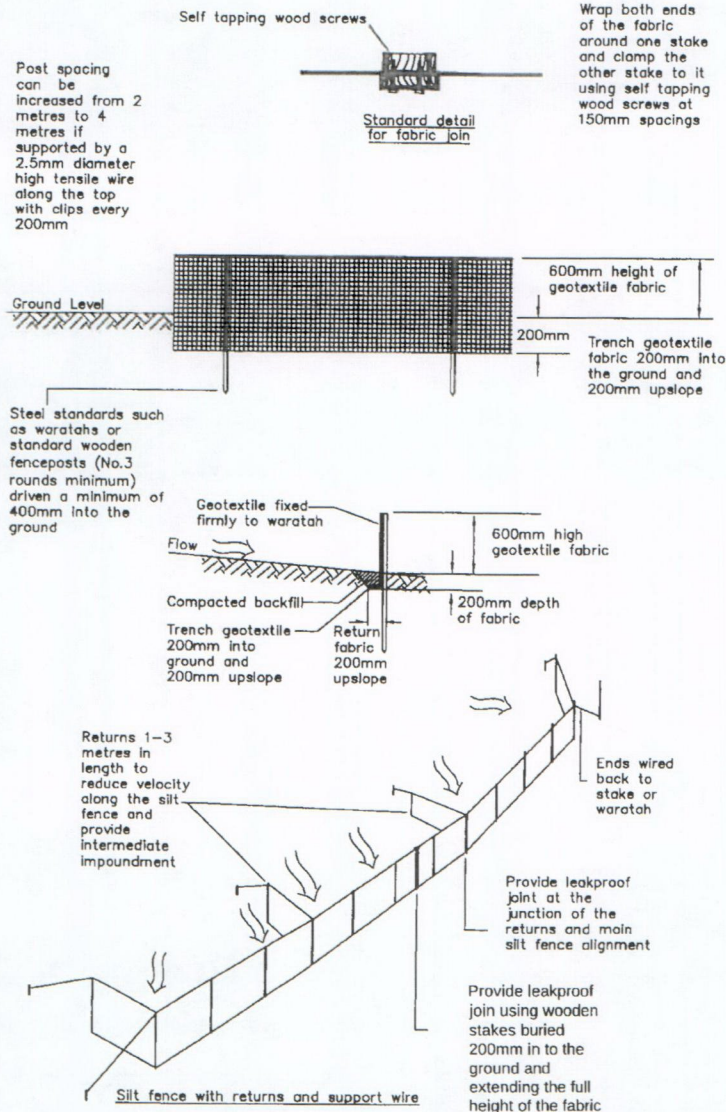 Self tapping wood screws
Wrap both ends
of the fabric
around one stake
and clamp the
other stake to it
using self tapping
wood screws at
150mm spacings
Post spacing
can be
increased from 2
metres to 4
metres if
supported by a
2.5mm diameter
high tensile wire
along the top
with clips every
200mm
Standard detail
for fabric join
Ground Level
600mm height of
geotextile fabric
200mm
Trench geotextile
fabric 200mm into
the ground and
200mm upslope
Steel standards such
as waratahs or
standard wooden
fenceposts (No.3
rounds minimum)
driven a minimum of
400mm into the
ground
Geotextile fixed
firmly to waratah
Flow
600mm high
geotextile fabric
Compacted backfill
200mm depth
of fabric
Trench geotextile
200mm into
ground and
200mm upslope
Return
fabric
200mm
upslope
Returns 1-3
metres in
length to
reduce velocity
along the silt
fence and
provide
intermediate
impoundment
Ends wired
back to
stake or
waratah
Provide leakproof
joint at the
junction of the
returns and main
silt fence alignment
Provide leakproof
join using wooden
stakes buried
200mm in to the
ground and
extending the full
height of the fabric
Silt fence with returns and support wire